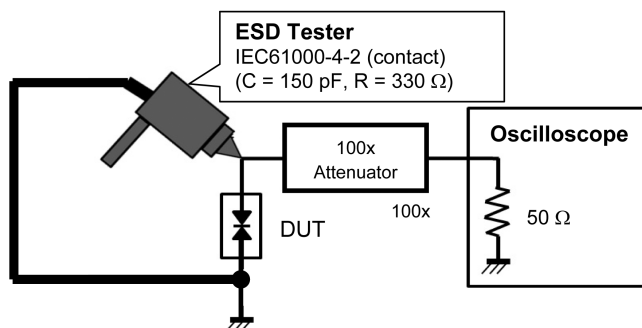 ESD Tester
IEC61000-4-2 (contact)
(C = 150 pF, R = 330 Ω)
Oscilloscope
100x
Attenuator
100x
50 Ω
DUT